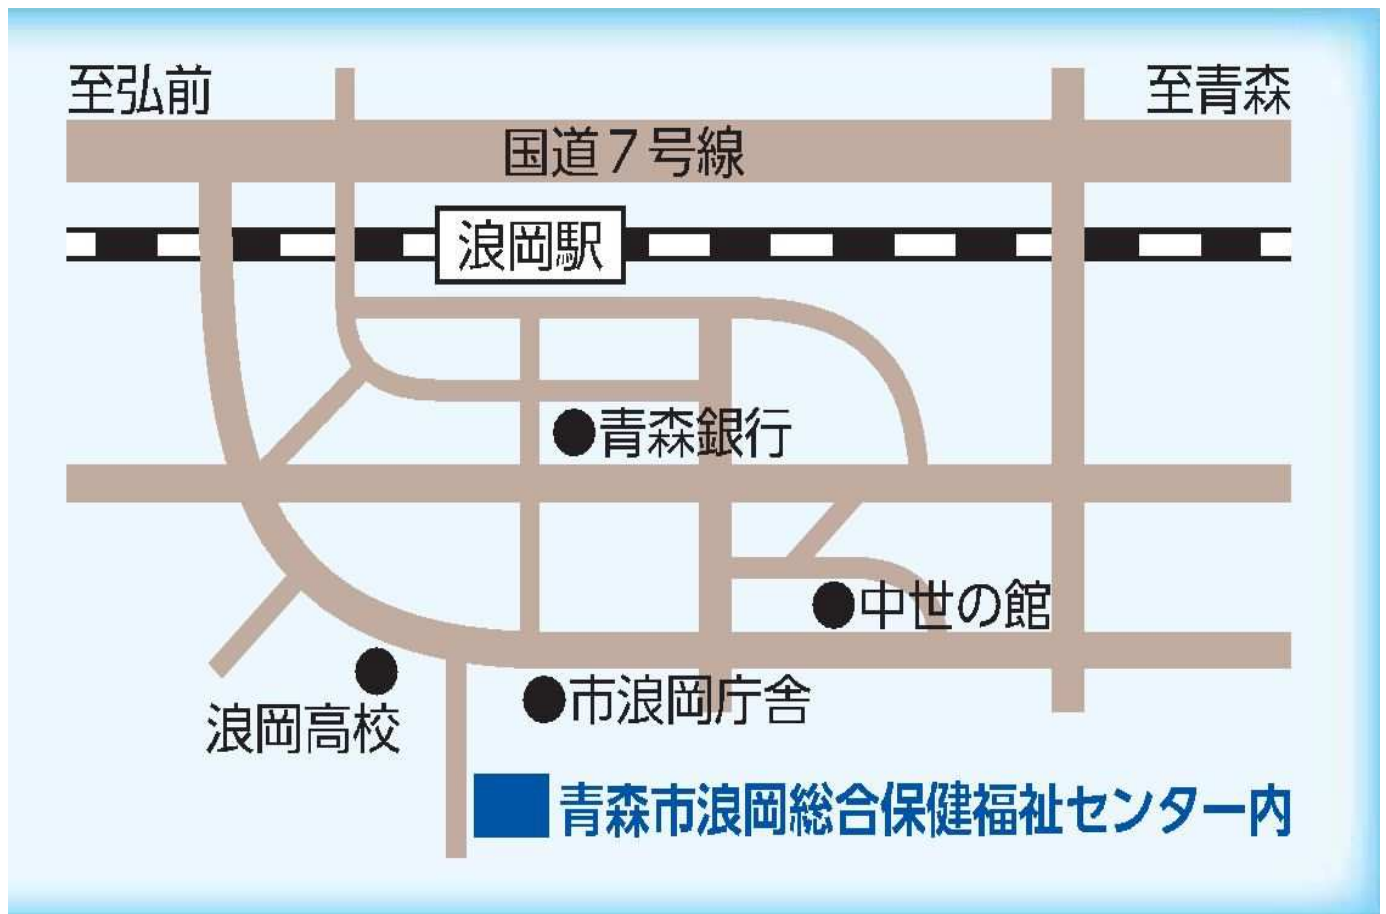 至弘前
至青森
国道7号線
浪岡駅
●青森銀行
●中世の館
浪岡高校
●市浪岡庁舎
青森市浪岡総合保健福祉センター内